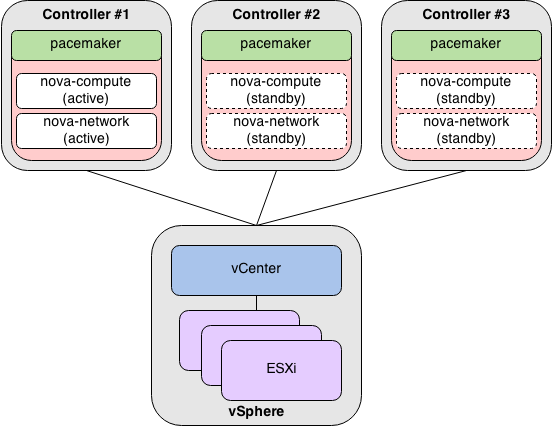 Controller #1
Controller #2
Controller #3
pacemaker
pacemaker
pacemaker
nova-compute
(active)
nova-compute
(standby)
nova-compute
(standby)
nova-network
(active)
nova-network
(standby)
nova-network
(standby)
vCenter
ESXi
vSphere